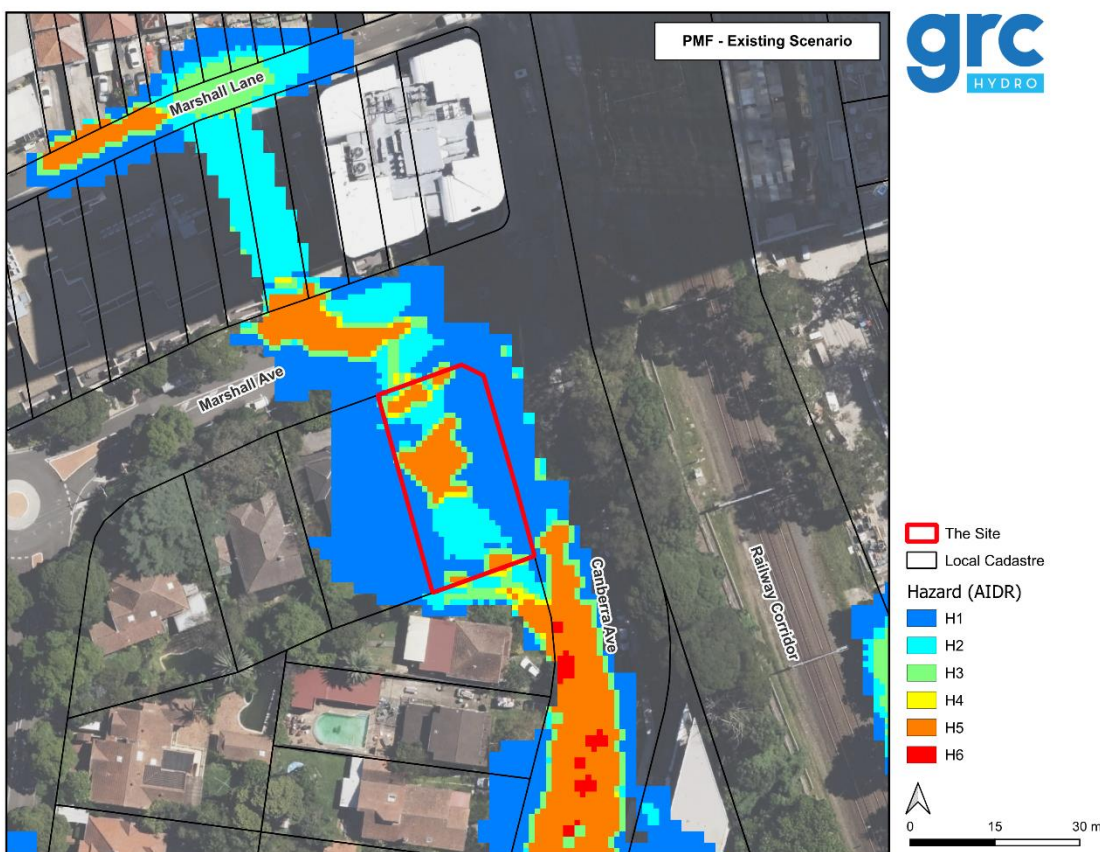 PMF - Existing Scenario
grc
HYDRO
Marshall Lane
Marshall Ave
Canberra Ave
Railway Corridor
The Site
Local Cadastre
Hazard (AIDR)
H1
H2
H3
H4
H5
H6
0 15 30 m